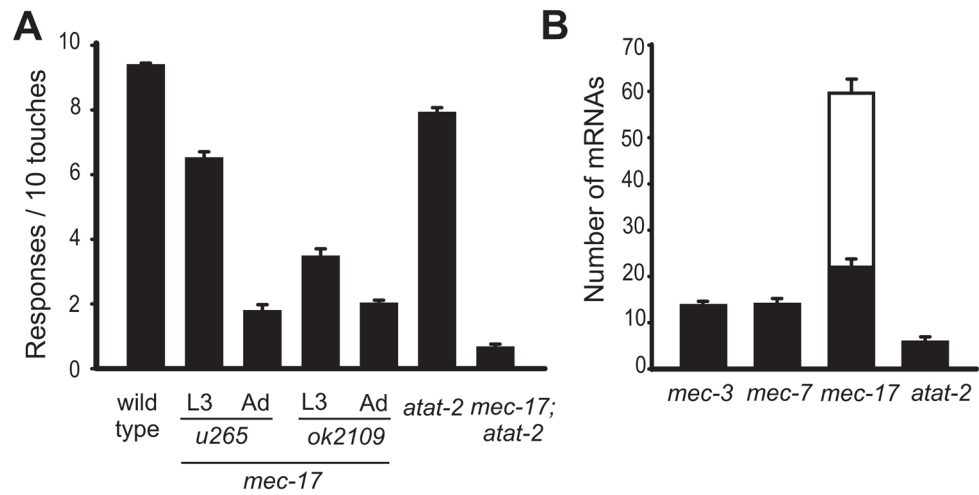 A
B
Responses / 10 touches
10
8
6
4
2
0
wild type
L3 Ad L3 Ad
u265 ok2109
mec-17
atat-2
mec-17; atat-2
Number of mRNAs
70
60
50
40
30
20
10
0
mec-3 mec-7 mec-17 atat-2